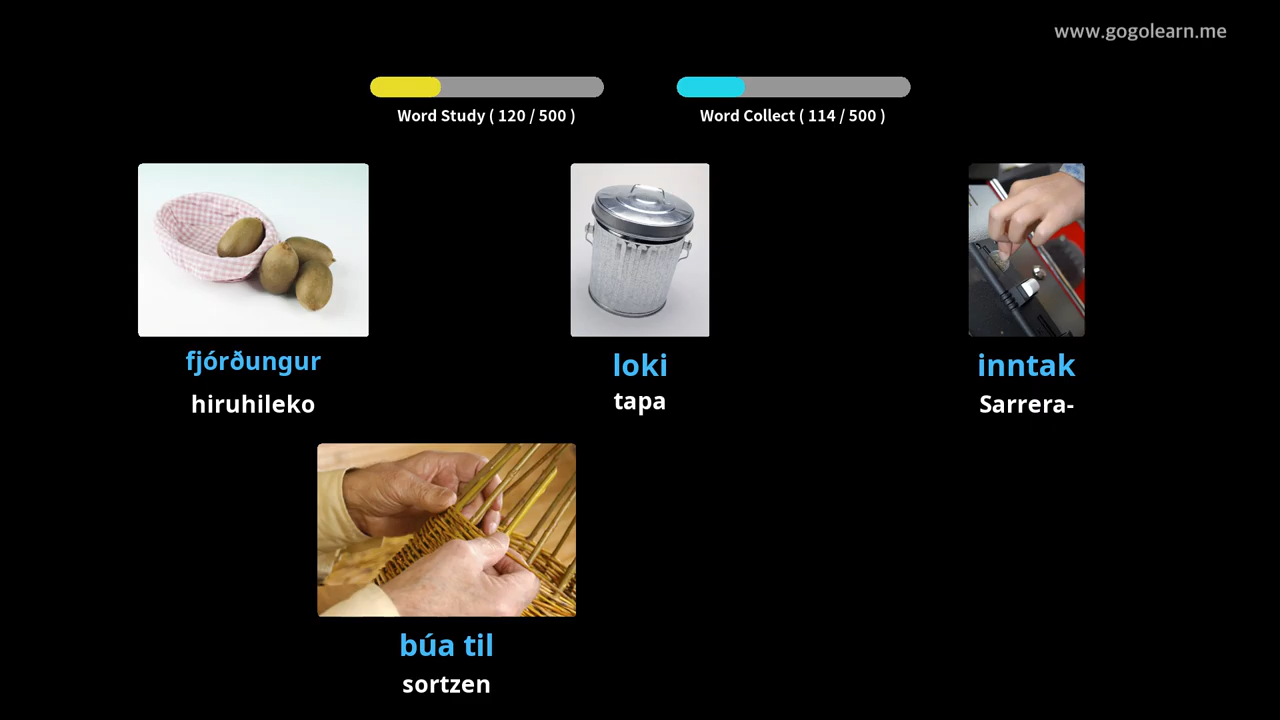 www.gogolearn.me
Word Study ( 120 / 500 )
Word Collect ( 114 / 500 )
fjórðungur
hiruhileko
loki
tapa
inntak
Sarrera-
búa til
sortzen